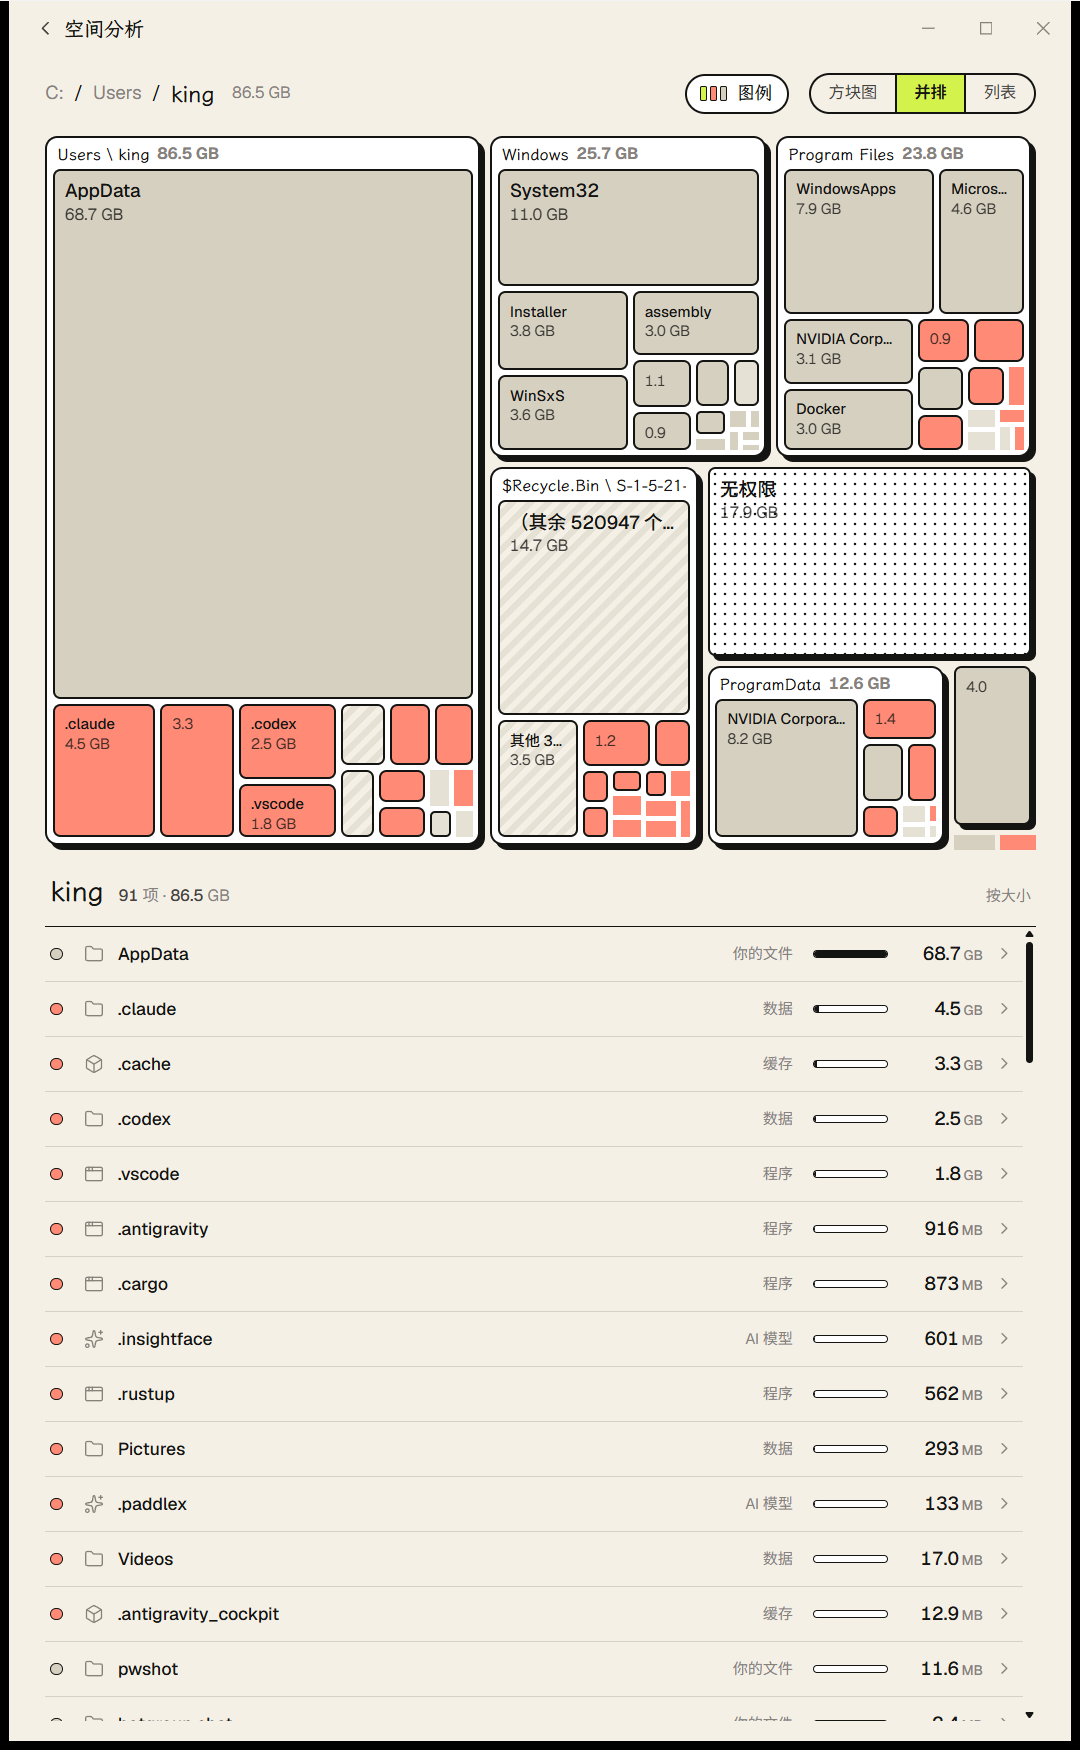 空间分析
C: / Users / king 86.5 GB
图例
方块图 并排 列表
Users \ king 86.5 GB
AppData
68.7 GB
.claude
4.5 GB
3.3
.codex
2.5 GB
.vscode
1.8 GB
Windows 25.7 GB
System32
11.0 GB
Installer
3.8 GB
assembly
3.0 GB
WinSxS
3.6 GB
1.1
0.9
Program Files 23.8 GB
WindowsApps
7.9 GB
Micros...
4.6 GB
NVIDIA Corp...
3.1 GB
0.9
Docker
3.0 GB
$Recycle.Bin \ S-1-5-21-
（其余 520947 个...
14.7 GB
其他 3...
3.5 GB
1.2
无权限
17.9 GB
ProgramData 12.6 GB
NVIDIA Corpora...
8.2 GB
1.4
4.0
king 91 项 · 86.5 GB 按大小
AppData 你的文件 68.7 GB
.claude 数据 4.5 GB
.cache 缓存 3.3 GB
.codex 数据 2.5 GB
.vscode 程序 1.8 GB
.antigravity 程序 916 MB
.cargo 程序 873 MB
.insightface AI 模型 601 MB
.rustup 程序 562 MB
Pictures 数据 293 MB
.paddlex AI 模型 133 MB
Videos 数据 17.0 MB
.antigravity_cockpit 缓存 12.9 MB
pwshot 你的文件 11.6 MB
你的文件